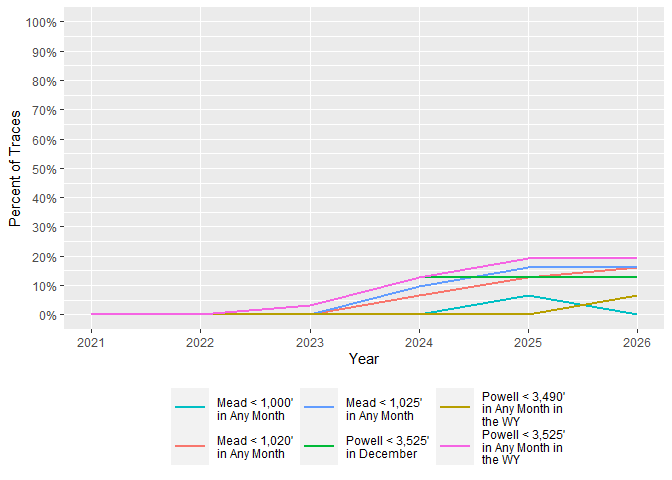 100%
90%
80%
70%
60%
50%
40%
30%
20%
10%
0%
Percent of Traces
2021 2022 2023 2024 2025 2026
Year
Mead < 1,000'
in Any Month
Mead < 1,020'
in Any Month
Mead < 1,025'
in Any Month
Powell < 3,525'
in December
Powell < 3,490'
in Any Month in
the WY
Powell < 3,525'
in Any Month in
the WY